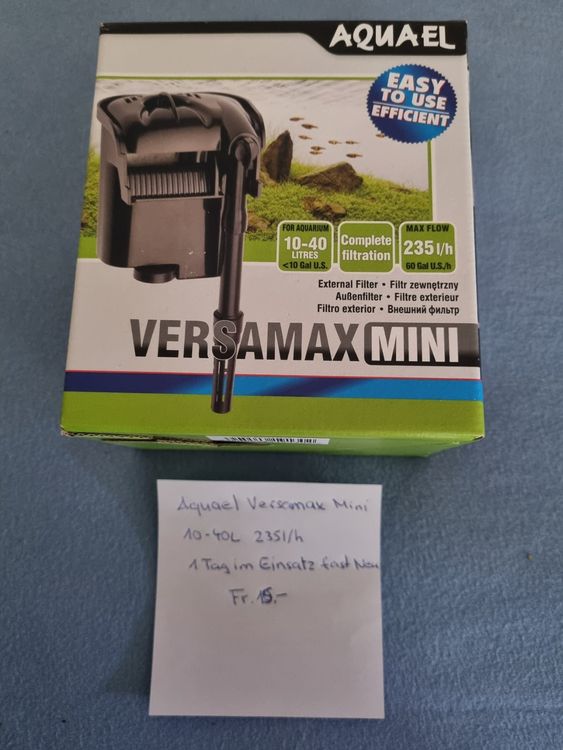 AQUAEL
EASY
TO USE
EFFICIENT
FOR AQUARIUM
10-40
LITRES
<10 Gal U.S.
Complete
filtration
MAX FLOW
235 l/h
60 Gal U.S./h
External Filter • Filtr zewnętrzny
Außenfilter • Filtre exterieur
Filtro exterior • Внешний фильтр
VERSAMAX MINI
Aquael Versamax Mini
10-40L 235l/h
1 Tag im Einsatz fast Neu
Fr. 15.-